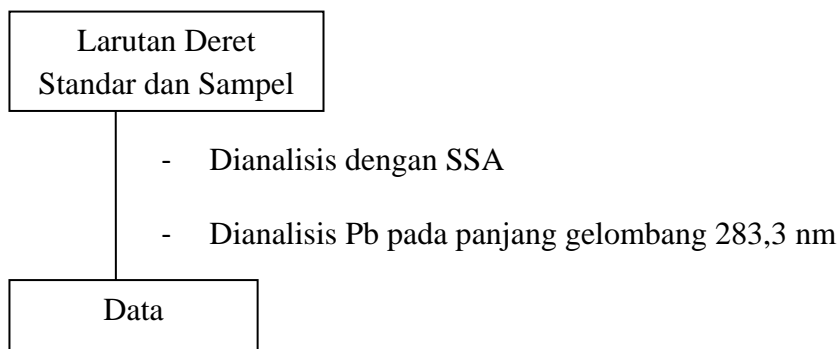 Larutan Deret
Standar dan Sampel
- Dianalisis dengan SSA
- Dianalisis Pb pada panjang gelombang 283,3 nm
Data